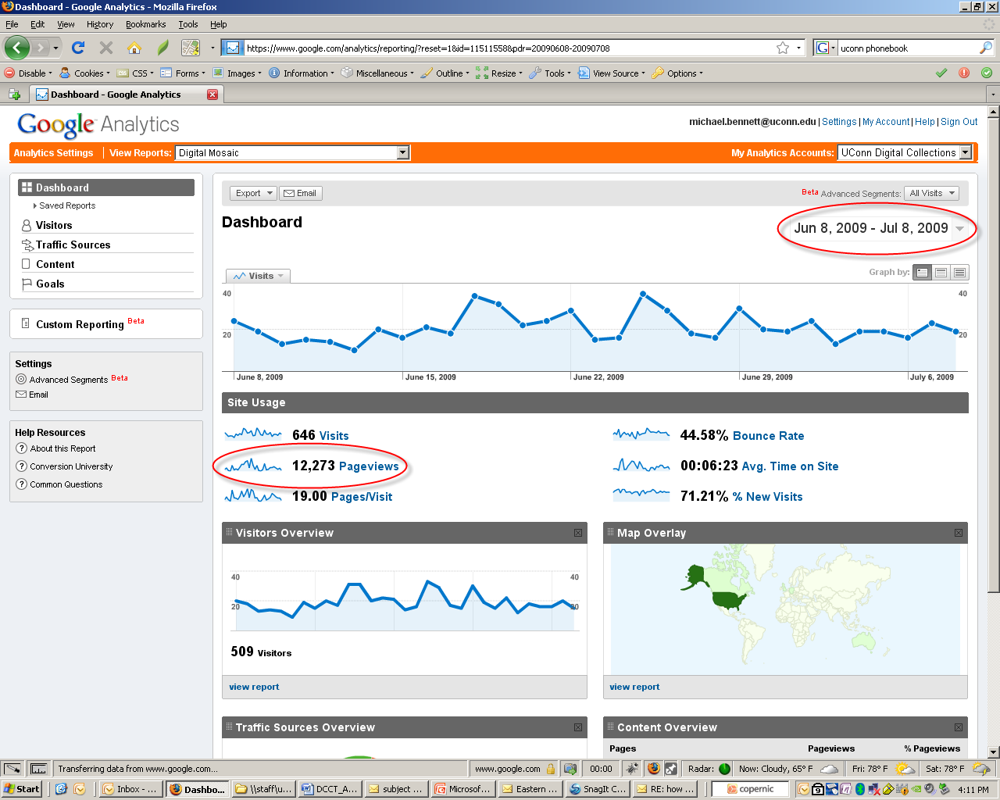 Dashboard - Google Analytics - Mozilla Firefox
File Edit View History Bookmarks Tools Help
https://www.google.com/analytics/reporting/?reset=1&id=11511558&pdr=20090608-20090708
G uconn phonebook
Disable Cookies CSS Forms Images Information Miscellaneous Outline Resize Tools View Source Options
Dashboard - Google Analytics
Google Analytics
michael.bennett@uconn.edu | Settings | My Account | Help | Sign Out
Analytics Settings View Reports: Digital Mosaic My Analytics Accounts: UConn Digital Collections
Dashboard
Saved Reports
Visitors
Traffic Sources
Content
Goals
Custom Reporting Beta
Settings
Advanced Segments Beta
Email
Help Resources
? About this Report
? Conversion University
? Common Questions
Export Email Beta Advanced Segments: All Visits
Dashboard
Jun 8, 2009 - Jul 8, 2009
Visits Graph by:
40 40
20 20
June 8, 2009 June 15, 2009 June 22, 2009 June 29, 2009 July 6, 2009
Site Usage
646 Visits 44.58% Bounce Rate
12,273 Pageviews 00:06:23 Avg. Time on Site
19.00 Pages/Visit 71.21% % New Visits
Visitors Overview
40 40
20 20
509 Visitors
view report
Map Overlay
view report
Traffic Sources Overview
Content Overview
Pages Pageviews % Pageviews
Transferring data from www.google.com... www.google.com 00:00 Radar: Now: Cloudy, 65° F Fri: 78° F Sat: 78° F
Start Inbox - ... Dashbo... \\staff\u... DCCT_A... subject ... Microsof... Eastern ... SnagIt C... RE: how ... copernic 4:11 PM